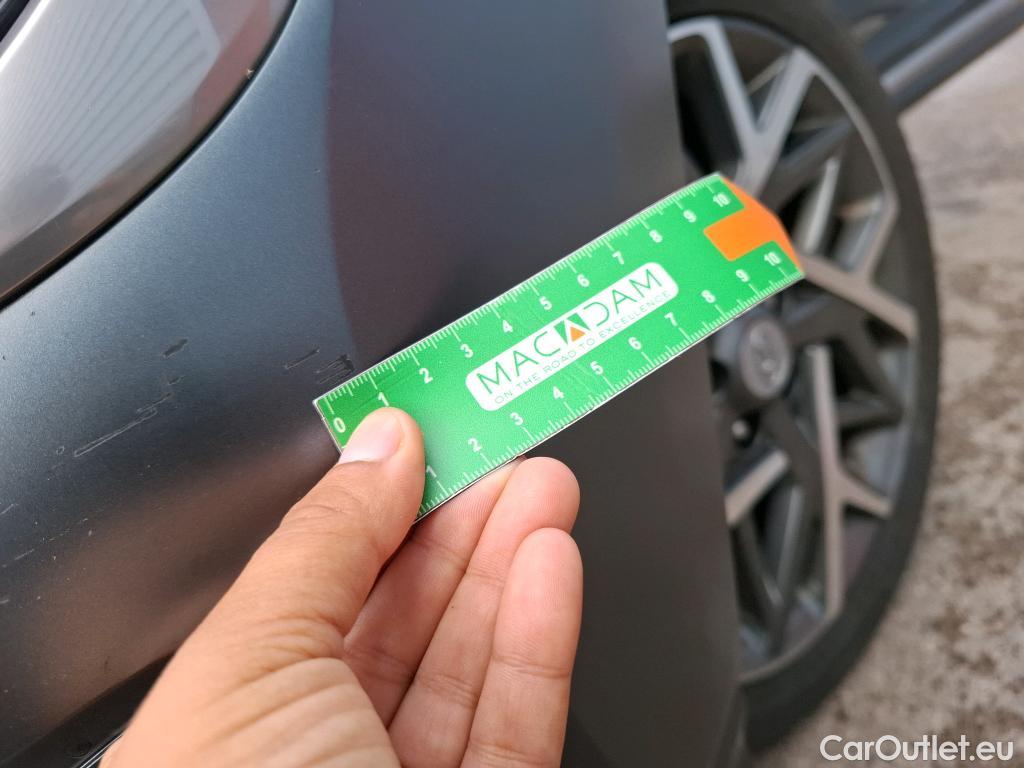 0 1 2 3 4 5 6 7 8 9 10
MACADAM
ON THE ROAD TO EXCELLENCE
1 2 3 4 5 6 7 8 9 10
CarOutlet.eu